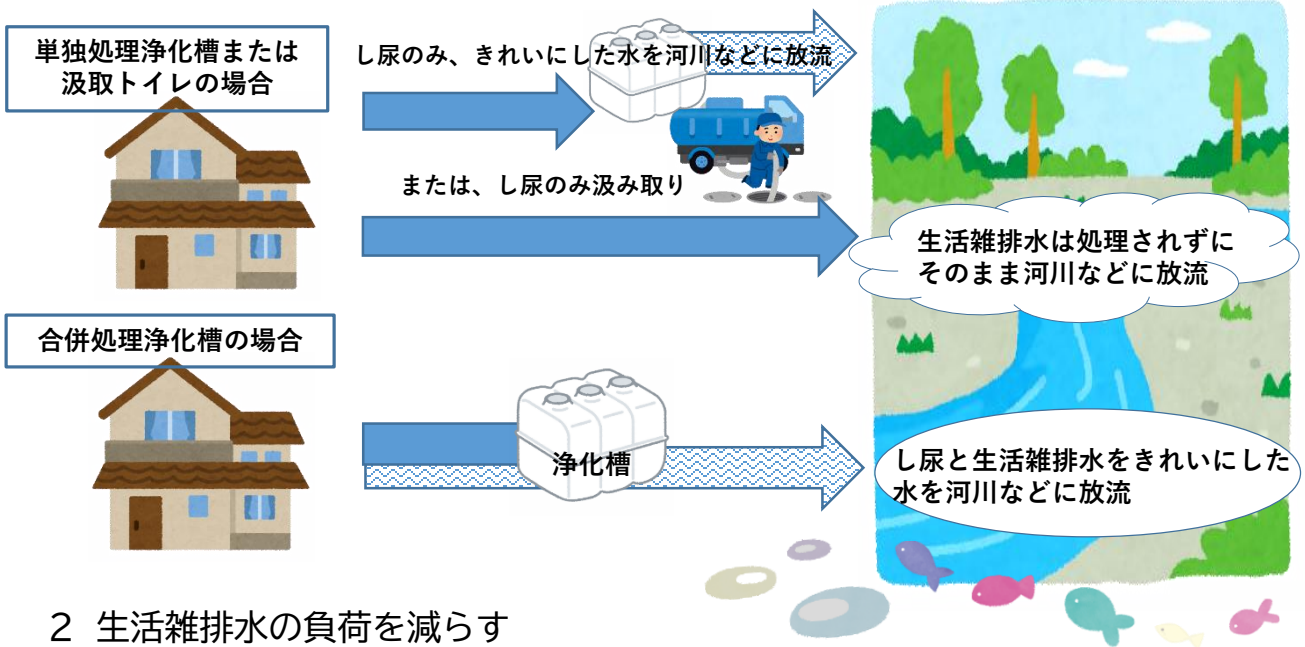 単独処理浄化槽または
汲取トイレの場合
し尿のみ、きれいにした水を河川などに放流
または、し尿のみ汲み取り
生活雑排水は処理されずに
そのまま河川などに放流
合併処理浄化槽の場合
浄化槽
し尿と生活雑排水をきれいにした
水を河川などに放流
2 生活雑排水の負荷を減らす